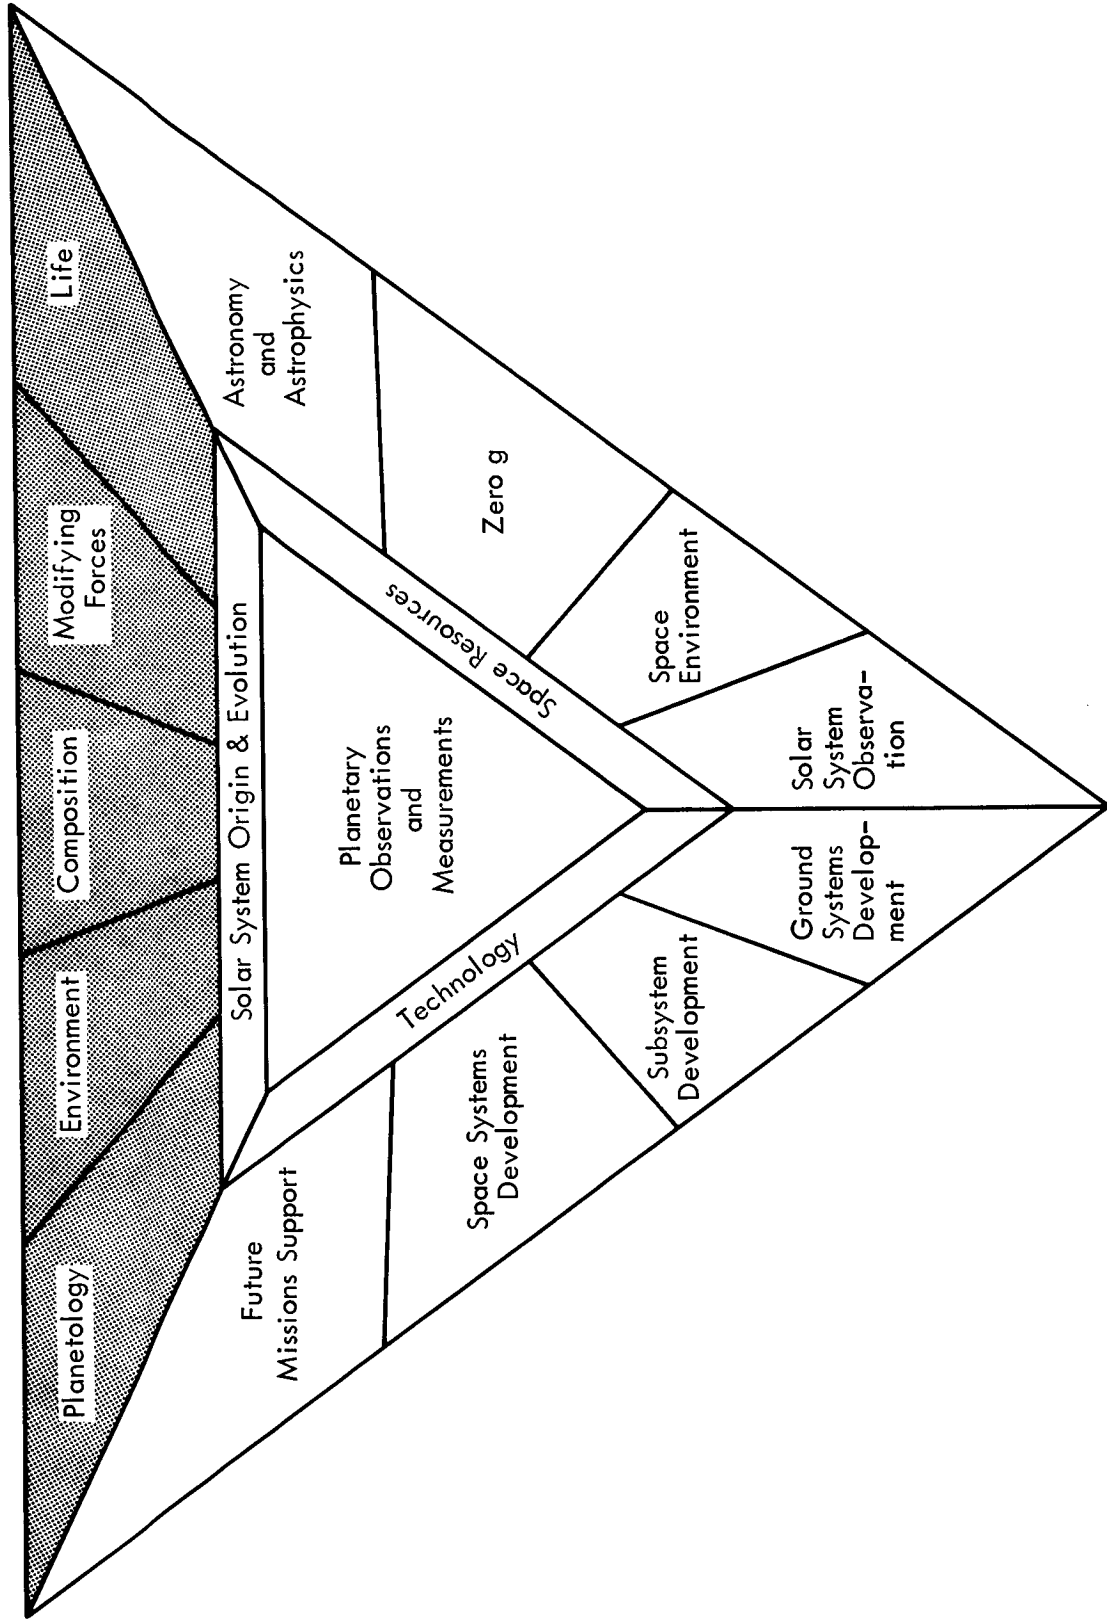 Planetology
Environment
Composition
Modifying
Forces
Life
Solar System Origin & Evolution
Future
Missions Support
Astronomy
and
Astrophysics
Planetary
Observations
and
Measurements
Technology
Space Resources
Space Systems
Development
Zero g
Subsystem
Development
Space
Environment
Ground
Systems
Develop-
ment
Solar
System
Observa-
tion